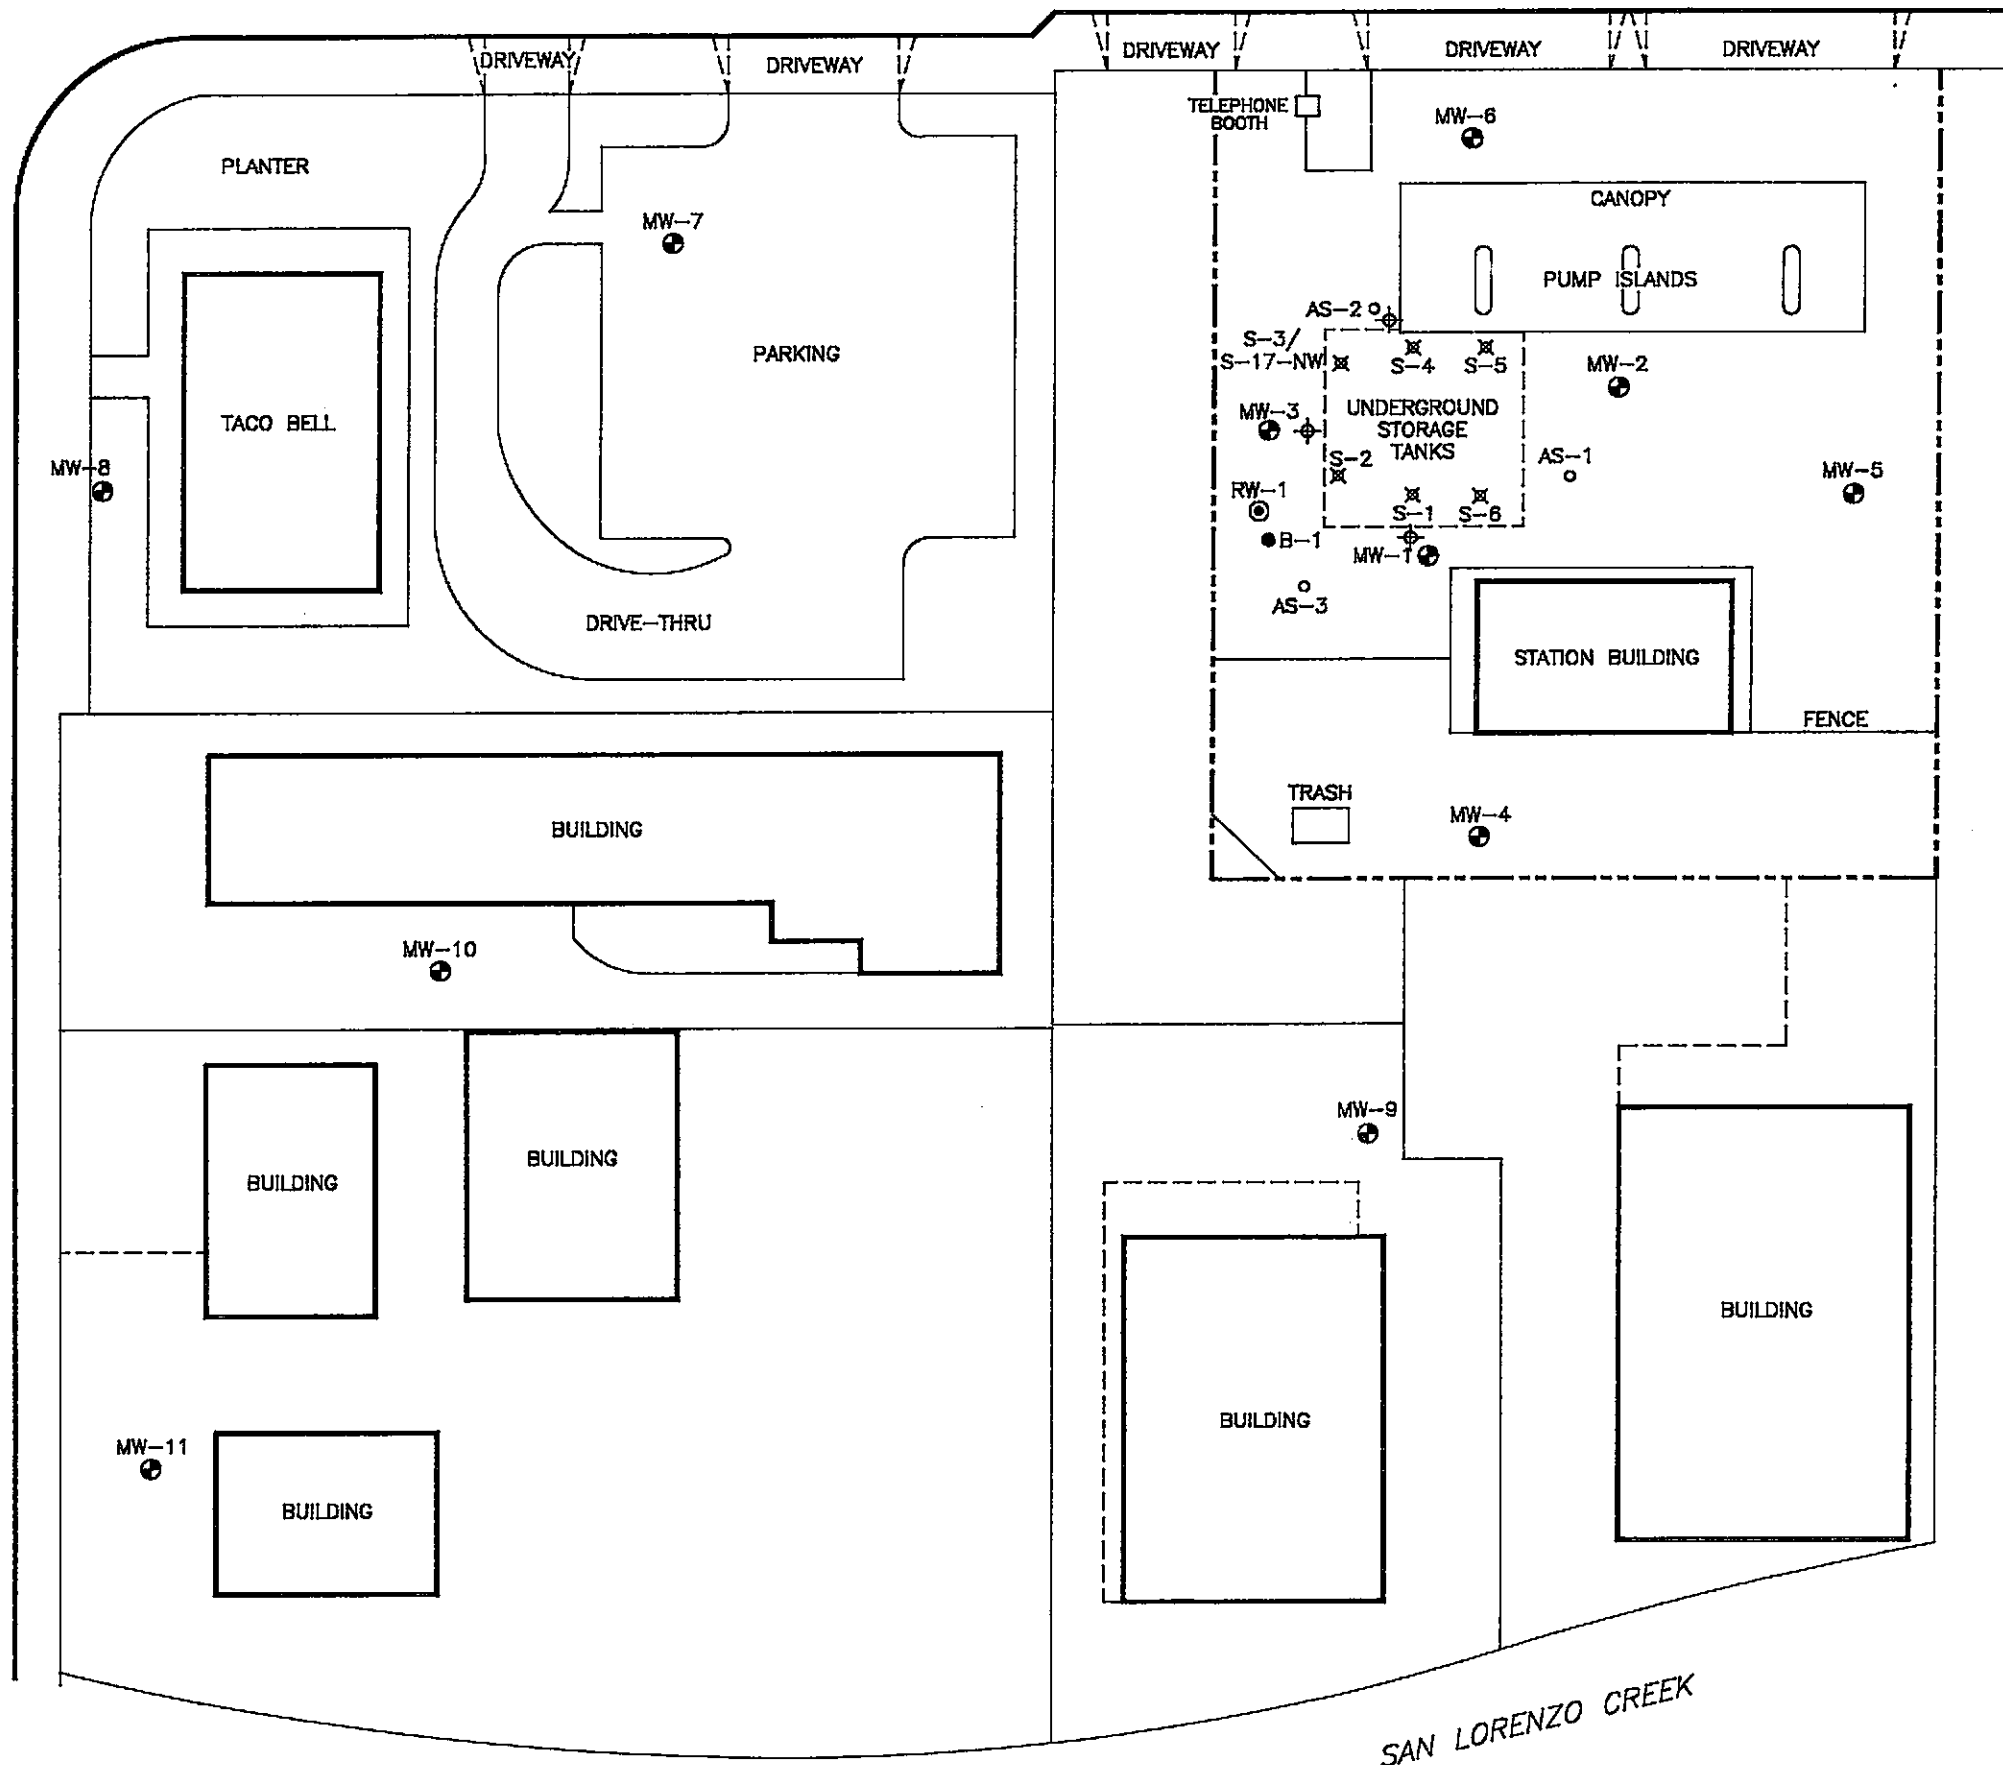 DRIVEWAY
DRIVEWAY
DRIVEWAY
DRIVEWAY
DRIVEWAY
TELEPHONE
BOOTH
MW-6
PLANTER
CANOPY
MW-7
PUMP ISLANDS
AS-2
S-3/
S-17-NW
S-4
S-5
MW-2
PARKING
TACO BELL
MW-3
UNDERGROUND
STORAGE
TANKS
S-2
AS-1
MW-8
MW-5
RW-1
S-1
S-6
B-1
MW-1
AS-3
DRIVE-THRU
STATION BUILDING
FENCE
TRASH
MW-4
BUILDING
MW-10
MW-9
BUILDING
BUILDING
BUILDING
BUILDING
MW-11
BUILDING
SAN LORENZO CREEK